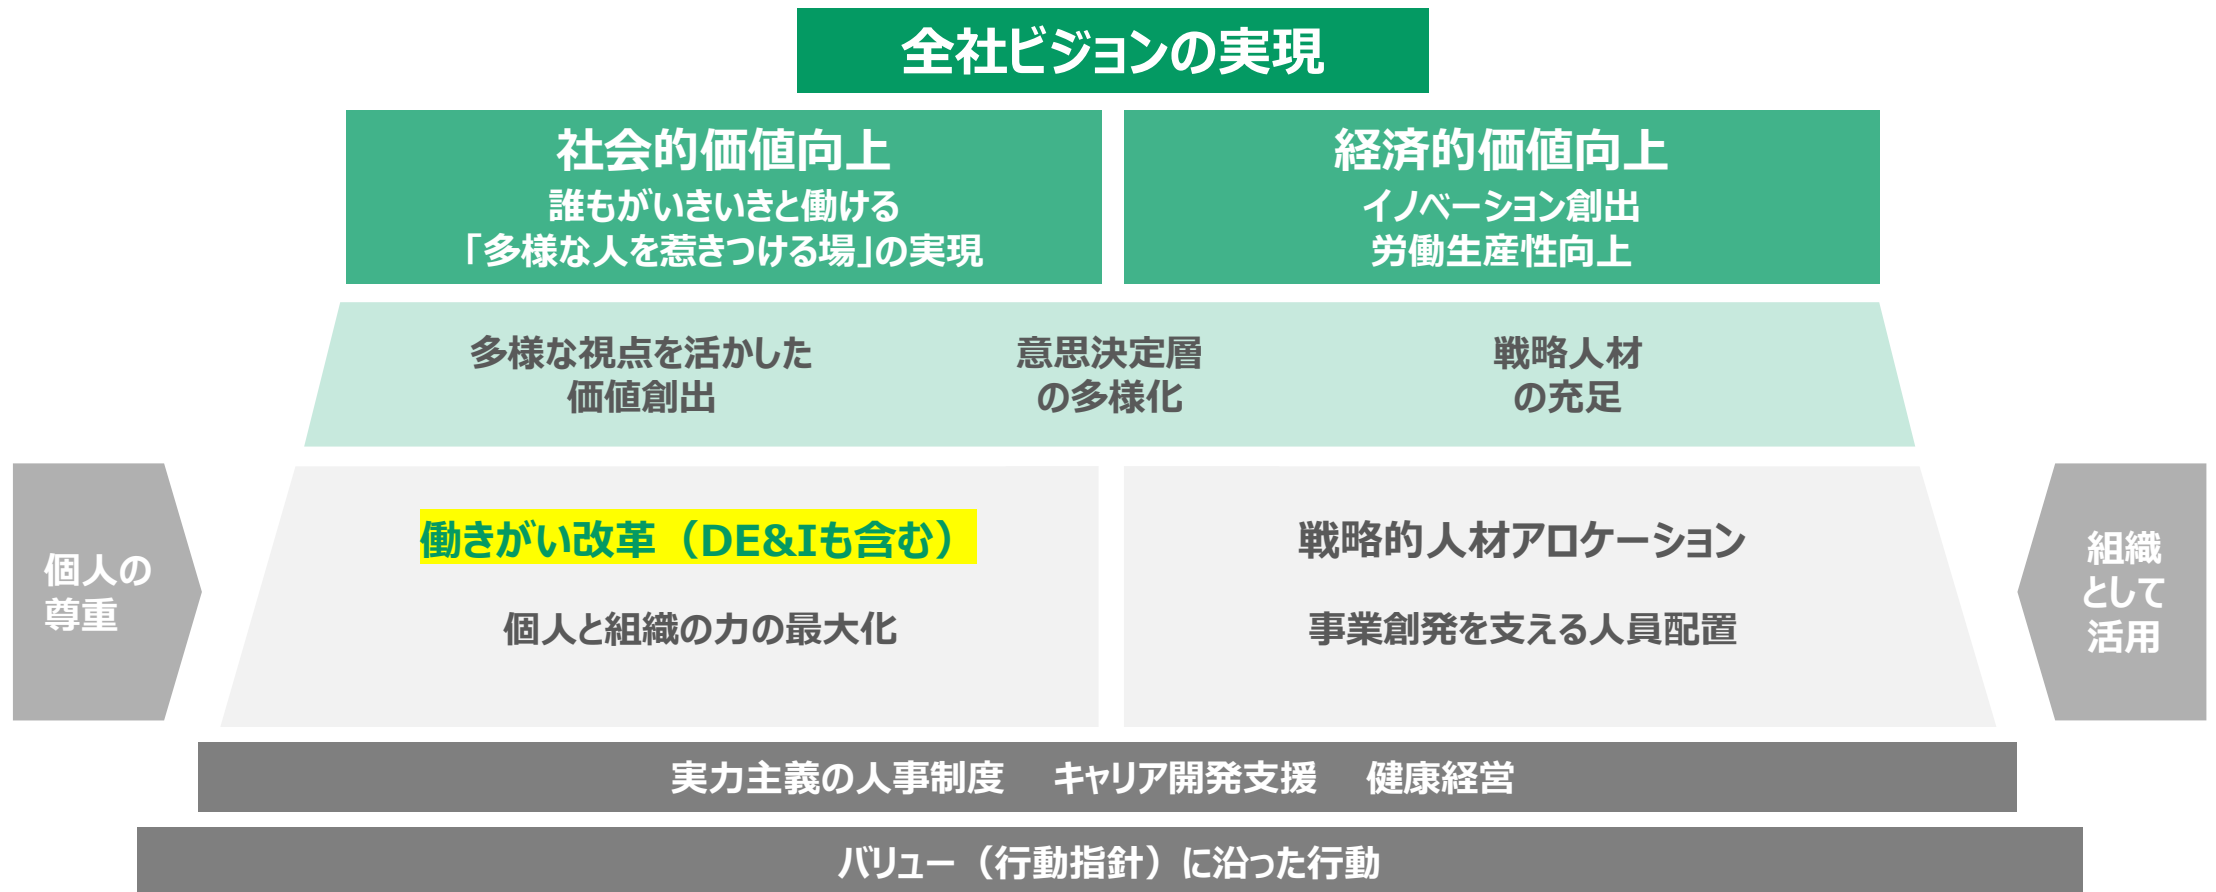 全社ビジョンの実現
社会的価値向上
誰もがいきいきと働ける
「多様な人を惹きつける場」の実現
経済的価値向上
イノベーション創出
労働生産性向上
多様な視点を活かした
価値創出
意思決定層
の多様化
戦略人材
の充足
個人の
尊重
働きがい改革（DE&Iも含む）
個人と組織の力の最大化
戦略的人材アロケーション
事業創発を支える人員配置
組織
として
活用
実力主義の人事制度　キャリア開発支援　健康経営
バリュー（行動指針）に沿った行動